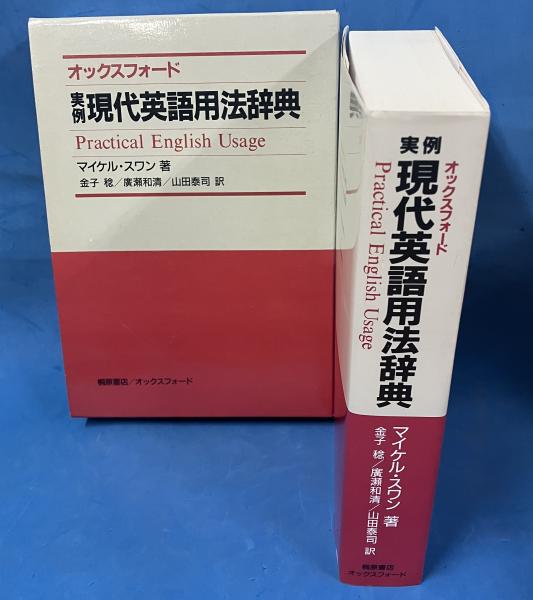 オックスフォード
実例 現代英語用法辞典
Practical English Usage
マイケル・スワン 著
金子 稔／廣瀬和清／山田泰司 訳
桐原書店／オックスフォード
オックスフォード
実例
現代英語用法辞典
Practical English Usage
マイケル・スワン 著
金子 稔／廣瀬和清／山田泰司 訳
桐原書店
オックスフォード